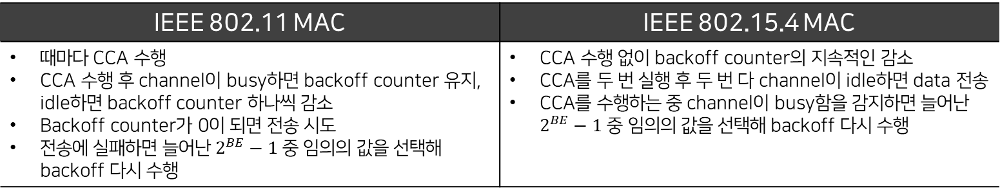 IEEE 802.11 MAC
IEEE 802.15.4 MAC
• 때마다 CCA 수행
• CCA 수행 후 channel이 busy하면 backoff counter 유지,
idle하면 backoff counter 하나씩 감소
• Backoff counter가 0이 되면 전송 시도
• 전송에 실패하면 늘어난 2^{BE} − 1 중 임의의 값을 선택해
backoff 다시 수행
• CCA 수행 없이 backoff counter의 지속적인 감소
• CCA를 두 번 실행 후 두 번 다 channel이 idle하면 data 전송
• CCA를 수행하는 중 channel이 busy함을 감지하면 늘어난
2^{BE} − 1 중 임의의 값을 선택해 backoff 다시 수행